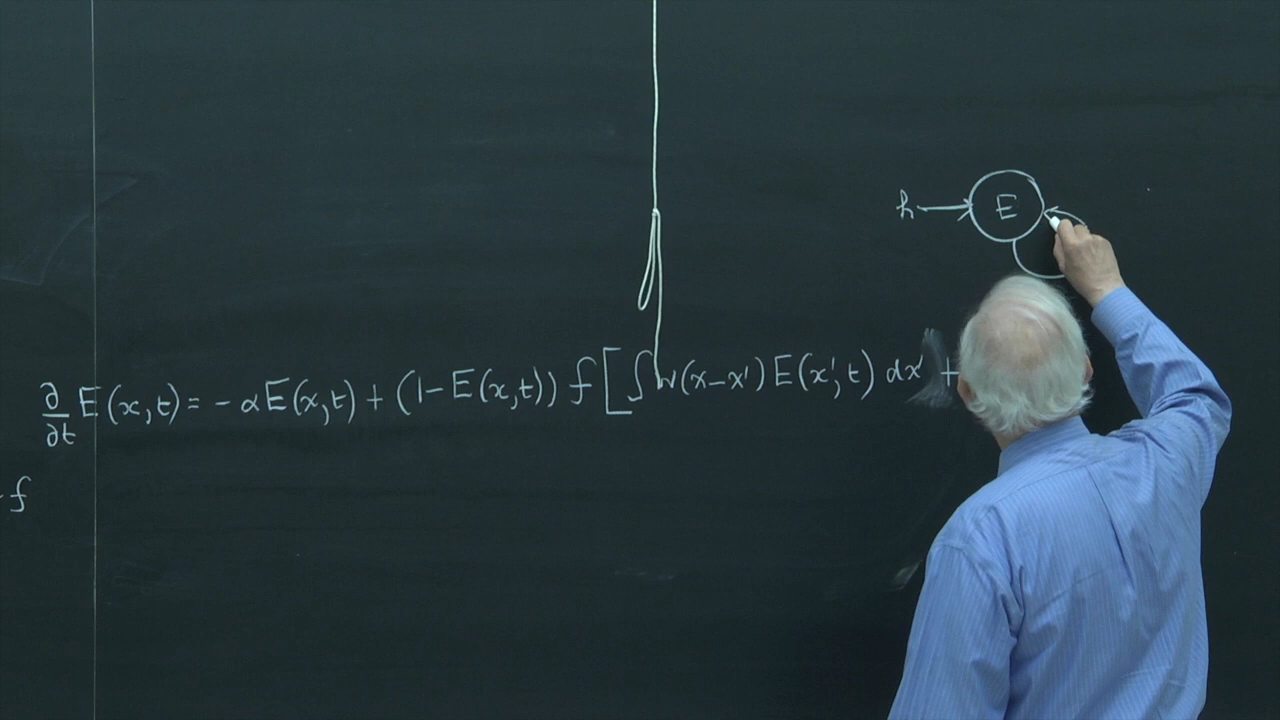 h → E
∂/∂t E(x,t) = -αE(x,t) + (1-E(x,t)) f[∫w(x-x')E(x',t) dx' +
f